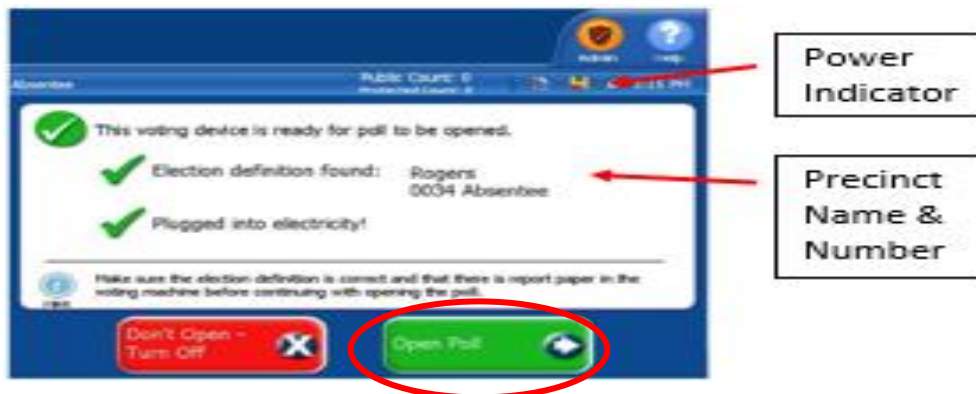 Admin Help
Absentee
Public Count: 0
Protected Count: 0
PM
This voting device is ready for poll to be opened.
Election definition found: Rogers
0034 Absentee
Plugged into electricity!
Make sure the election definition is correct and that there is report paper in the
voting machine before continuing with opening the poll.
Don't Open -
Turn Off
Open Poll
Power
Indicator
Precinct
Name &
Number